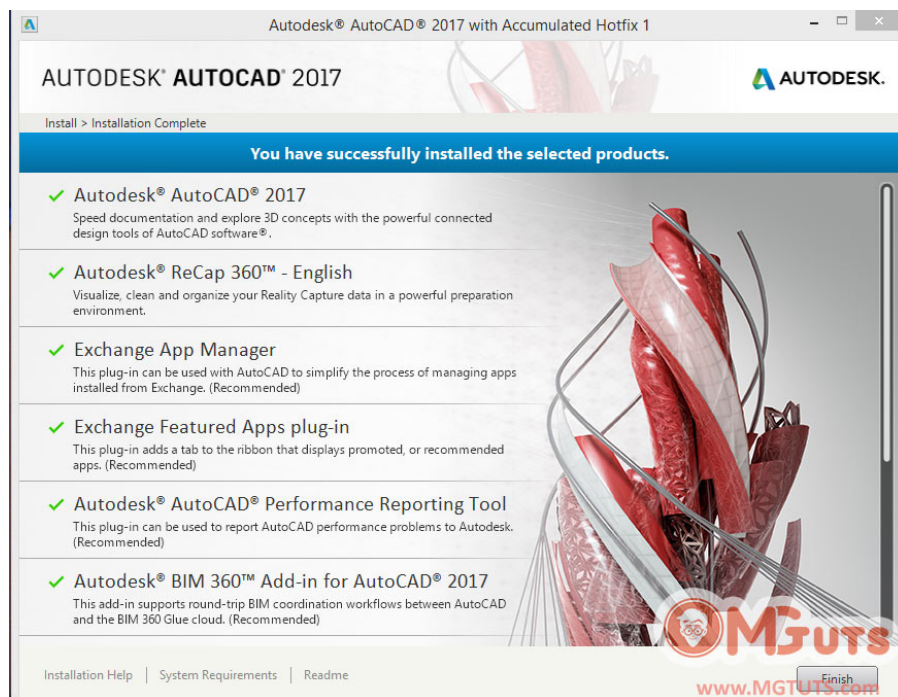 Autodesk® AutoCAD® 2017 with Accumulated Hotfix 1
AUTODESK® AUTOCAD® 2017
AUTODESK.
Install > Installation Complete
You have successfully installed the selected products.
Autodesk® AutoCAD® 2017
Speed documentation and explore 3D concepts with the powerful connected
design tools of AutoCAD software®.
Autodesk® ReCap 360™ - English
Visualize, clean and organize your Reality Capture data in a powerful preparation
environment.
Exchange App Manager
This plug-in can be used with AutoCAD to simplify the process of managing apps
installed from Exchange. (Recommended)
Exchange Featured Apps plug-in
This plug-in adds a tab to the ribbon that displays promoted, or recommended
apps. (Recommended)
Autodesk® AutoCAD® Performance Reporting Tool
This plug-in can be used to report AutoCAD performance problems to Autodesk.
(Recommended)
Autodesk® BIM 360™ Add-in for AutoCAD® 2017
This add-in supports round-trip BIM coordination workflows between AutoCAD
and the BIM 360 Glue cloud. (Recommended)
MGTUTS
Installation Help System Requirements Readme
Finish
www.MGTUTS.com